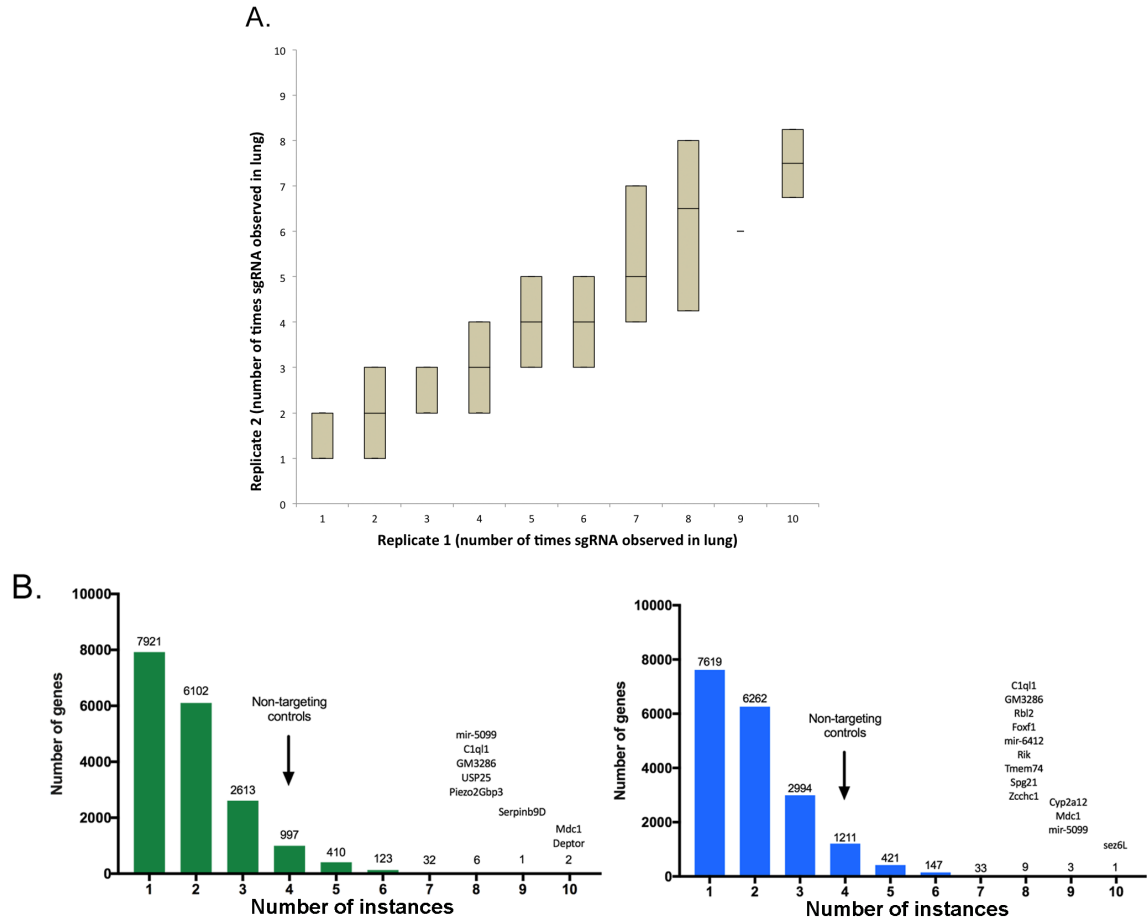 A.
10
9
8
7
6
5
4
3
2
1
0
Replicate 2 (number of times sgRNA observed in lung)
1 2 3 4 5 6 7 8 9 10
Replicate 1 (number of times sgRNA observed in lung)
B.
10000
8000
6000
4000
2000
0
Number of genes
7921
6102
2613
997
410
123
32
6
1
2
Non-targeting
controls
mir-5099
C1ql1
GM3286
USP25
Piezo2Gbp3
Serpinb9D
Mdc1
Deptor
1 2 3 4 5 6 7 8 9 10
Number of instances
10000
8000
6000
4000
2000
0
Number of genes
7619
6262
2994
1211
421
147
33
9
3
1
Non-targeting
controls
C1ql1
GM3286
Rbl2
Foxf1
mir-6412
Rik
Tmem74
Spg21
Zcchc1
Cyp2a12
Mdc1
mir-5099
sez6L
1 2 3 4 5 6 7 8 9 10
Number of instances